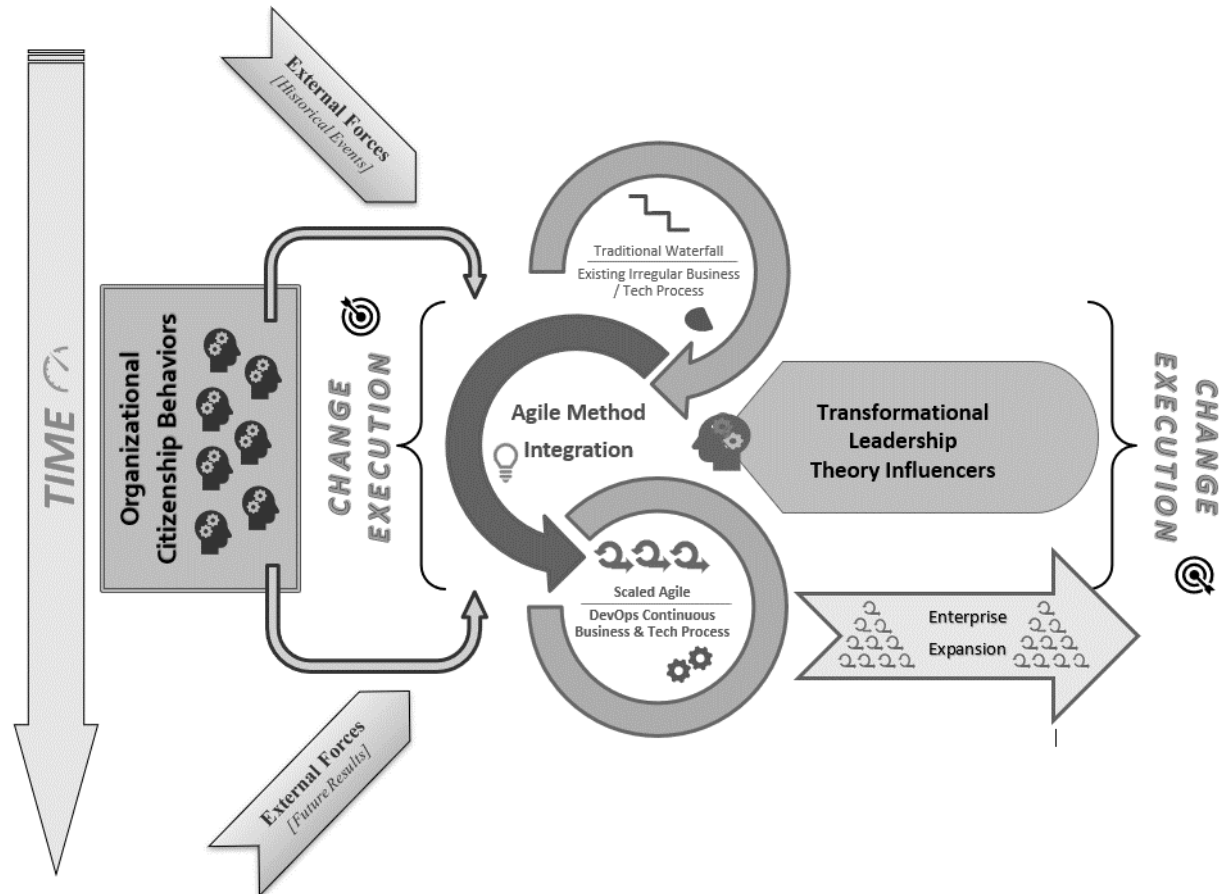 External Forces
[Historical Events]
TIME
Organizational
Citizenship Behaviors
CHANGE
EXECUTION
Traditional Waterfall
Existing Irregular Business
/ Tech Process
Agile Method
Integration
Transformational
Leadership
Theory Influencers
CHANGE
EXECUTION
Scaled Agile
DevOps Continuous
Business & Tech Process
Enterprise
Expansion
External Forces
[Future Results]